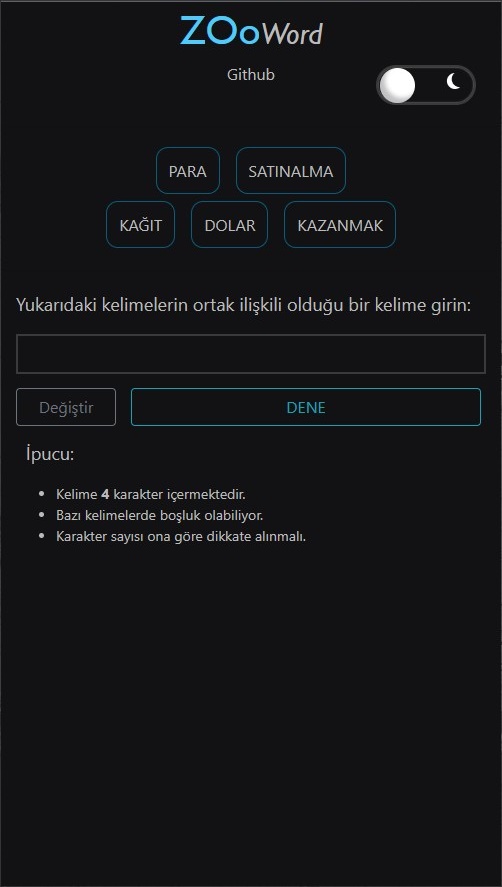 ZOoWord
Github
PARA SATINALMA
KAĞIT DOLAR KAZANMAK
Yukarıdaki kelimelerin ortak ilişkili olduğu bir kelime girin:
Değiştir DENE
İpucu:
• Kelime 4 karakter içermektedir.
• Bazı kelimelerde boşluk olabiliyor.
• Karakter sayısı ona göre dikkate alınmalı.